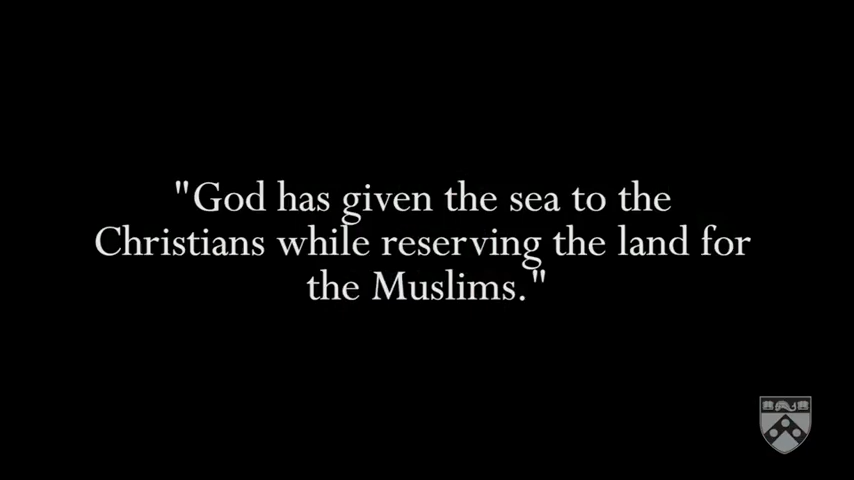 "God has given the sea to the
Christians while reserving the land for
the Muslims."